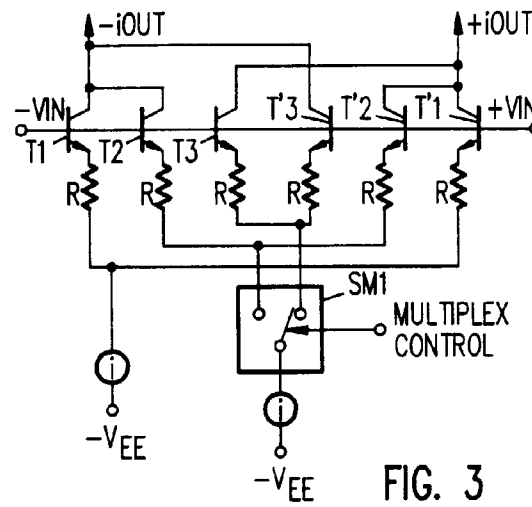 -iOUT
+iOUT
-VIN
T'3
T'2
T'1
+VIN
T1
T2
T3
R
R
R
R
R
R
SM1
MULTIPLEX
CONTROL
i
-VEE
i
-VEE
FIG. 3